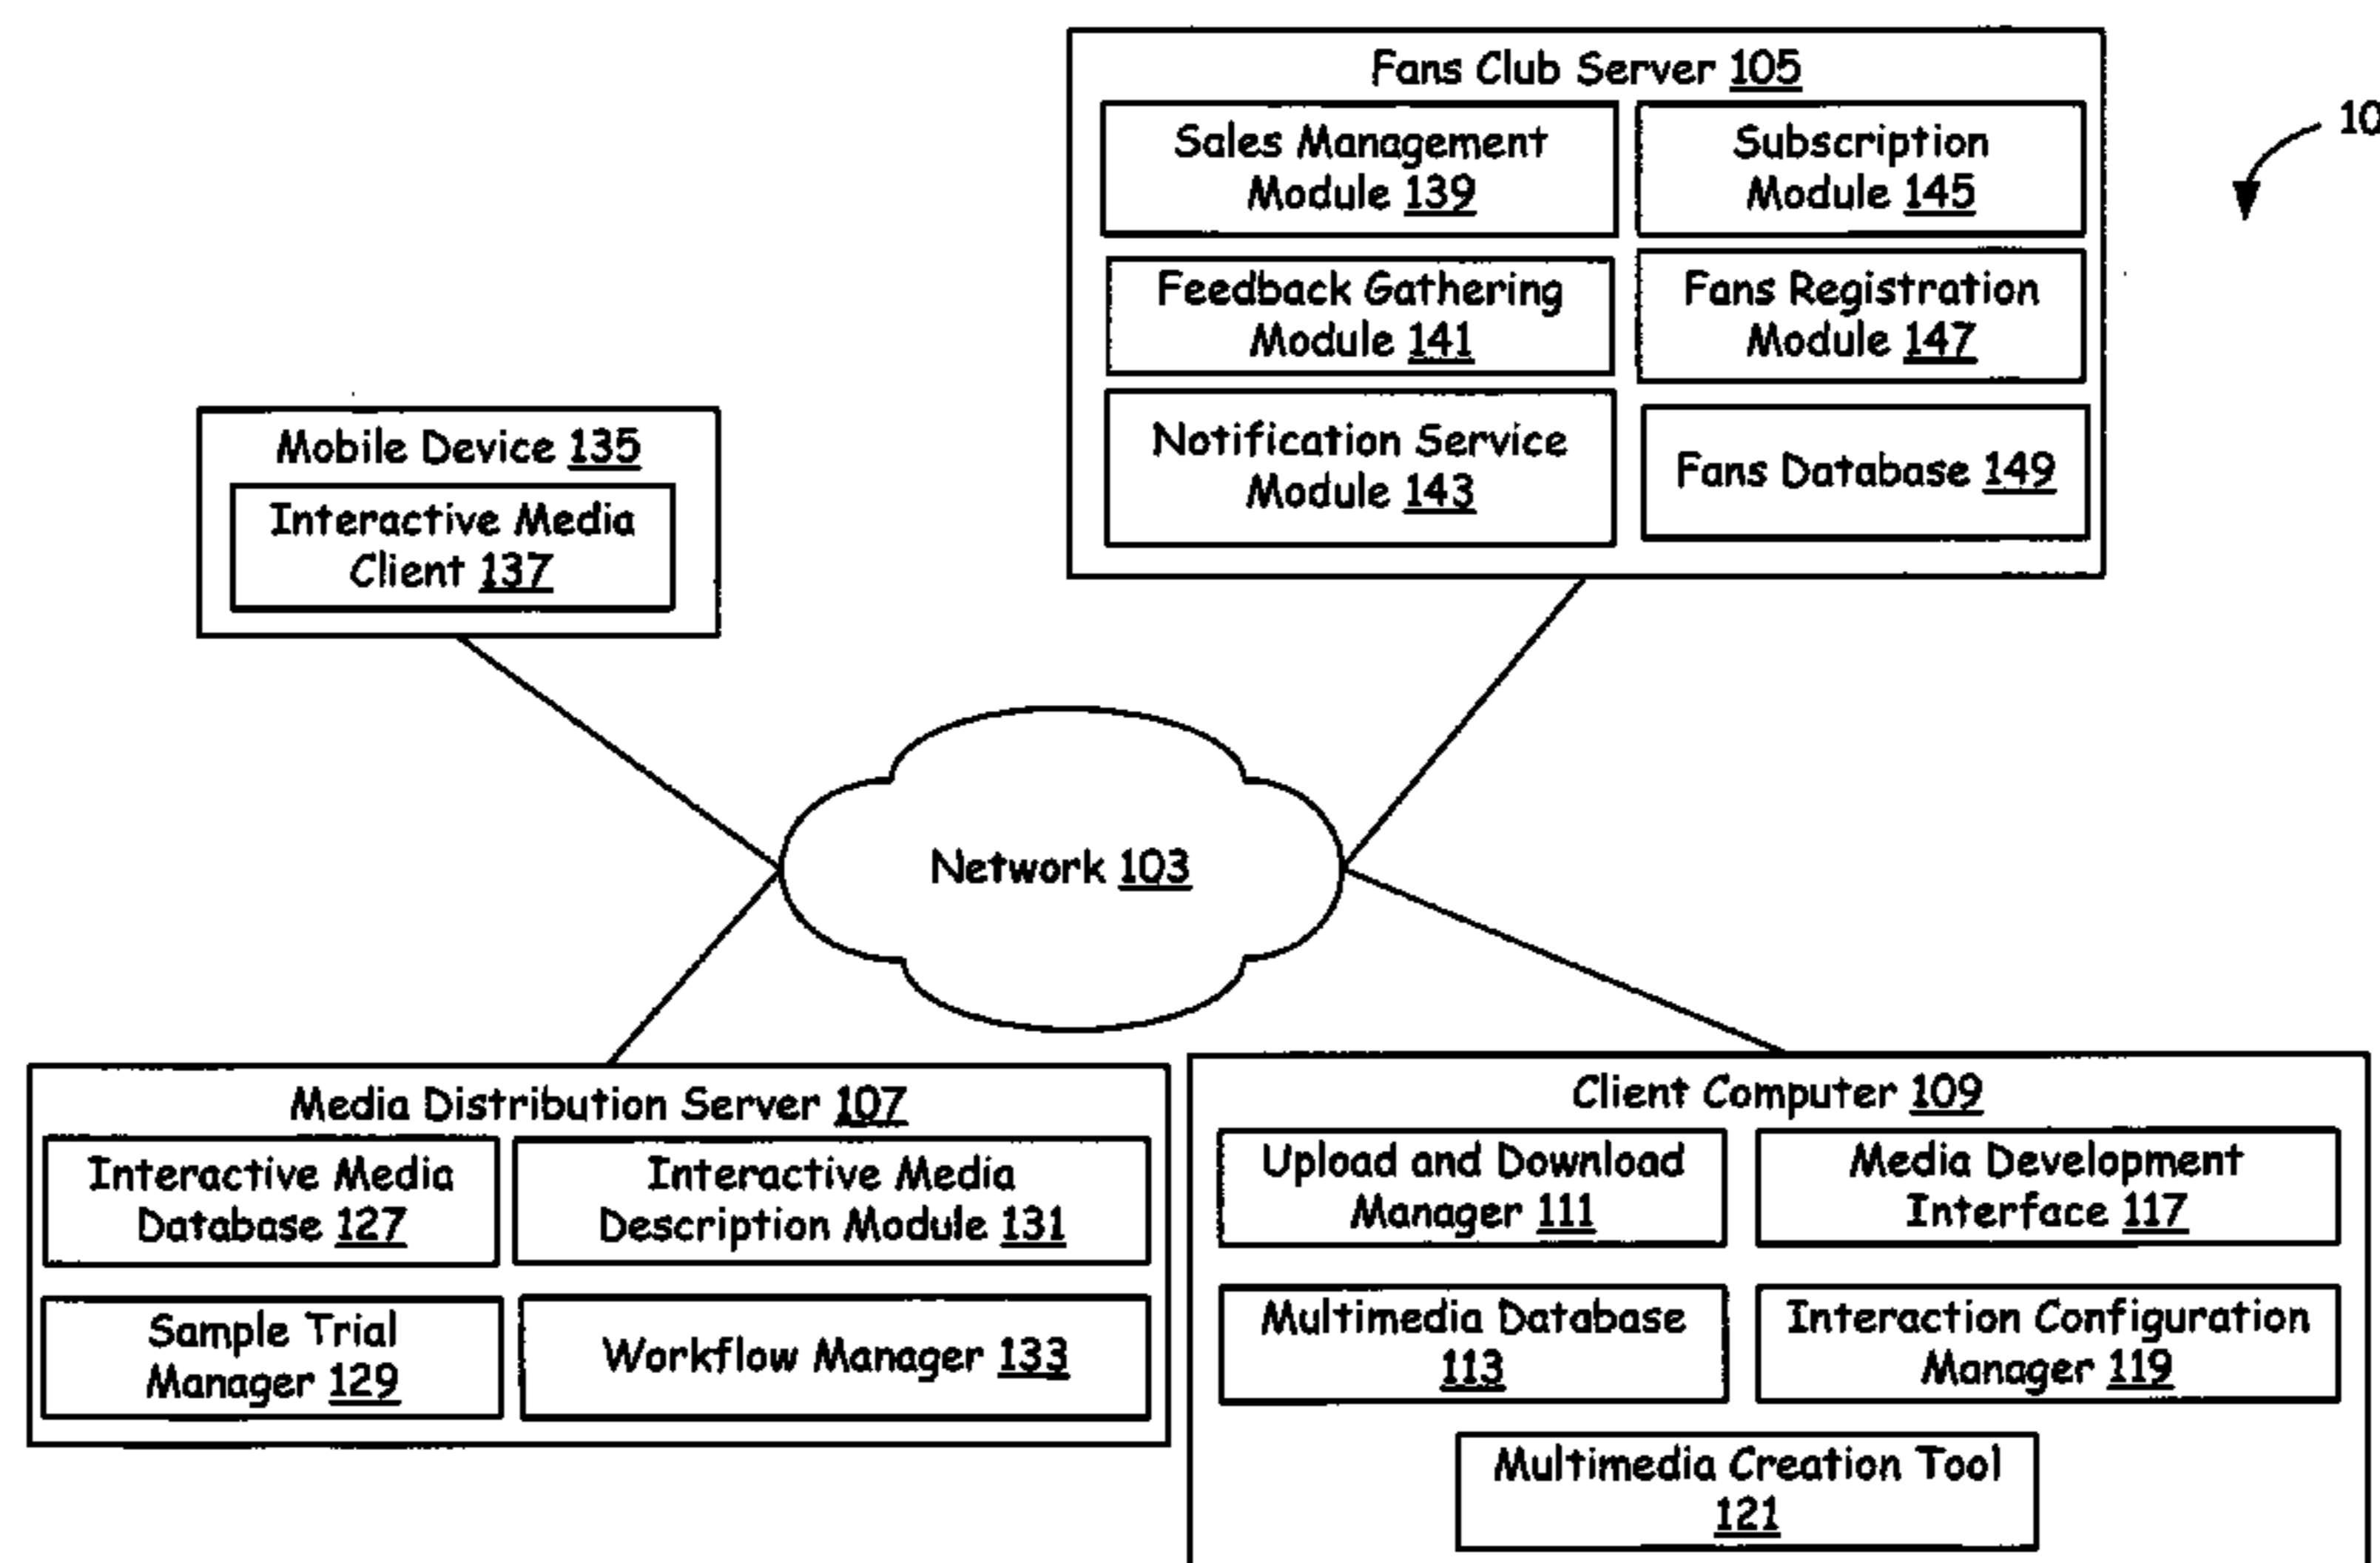 Fans Club Server 105
Sales Management
Module 139
Subscription
Module 145
Feedback Gathering
Module 141
Fans Registration
Module 147
Notification Service
Module 143
Fans Database 149
10
Mobile Device 135
Interactive Media
Client 137
Network 103
Media Distribution Server 107
Interactive Media
Database 127
Interactive Media
Description Module 131
Sample Trial
Manager 129
Workflow Manager 133
Client Computer 109
Upload and Download
Manager 111
Media Development
Interface 117
Multimedia Database
113
Interaction Configuration
Manager 119
Multimedia Creation Tool
121